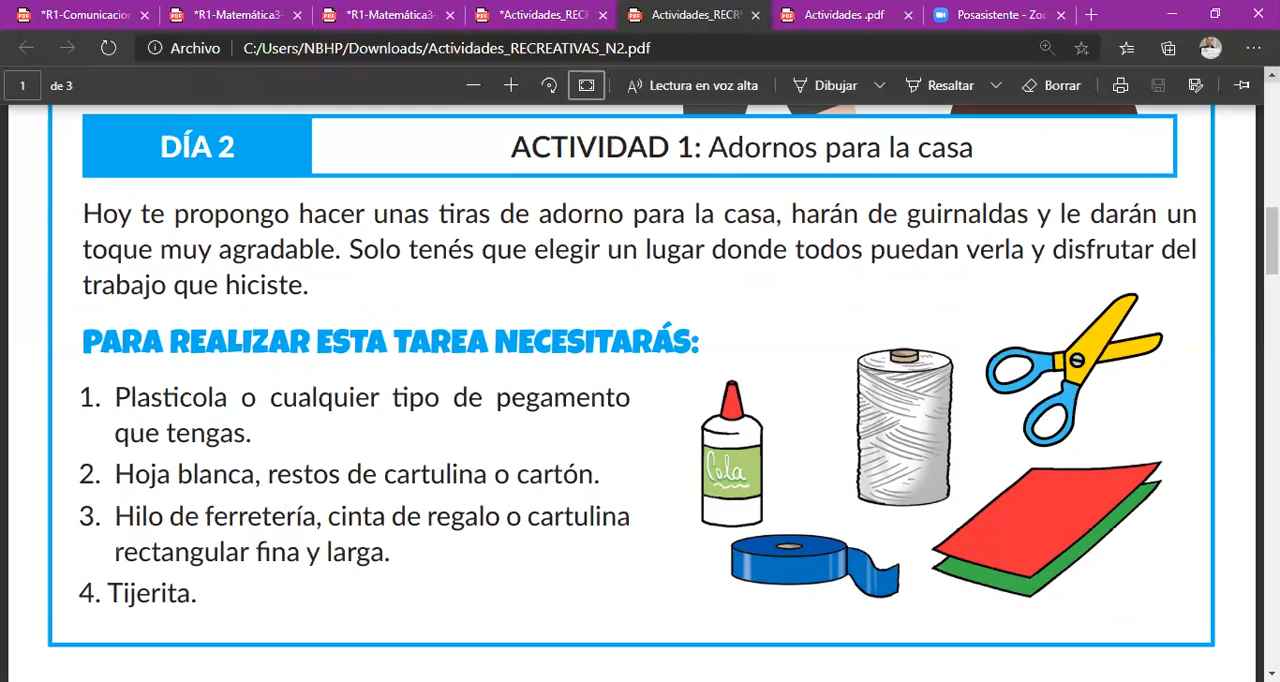 *R1-Comunicacior
*R1-Matemática3-
*R1-Matemática3-
*Actividades_REC
Actividades_RECR
Actividades .pdf
Posasistente - Zoo
Archivo C:/Users/NBHP/Downloads/Actividades_RECREATIVAS_N2.pdf
1 de 3 Lectura en voz alta Dibujar Resaltar Borrar
DÍA 2 ACTIVIDAD 1: Adornos para la casa
Hoy te propongo hacer unas tiras de adorno para la casa, harán de guirnaldas y le darán un
toque muy agradable. Solo tenés que elegir un lugar donde todos puedan verla y disfrutar del
trabajo que hiciste.
PARA REALIZAR ESTA TAREA NECESITARÁS:
1. Plasticola o cualquier tipo de pegamento
que tengas.
2. Hoja blanca, restos de cartulina o cartón.
3. Hilo de ferretería, cinta de regalo o cartulina
rectangular fina y larga.
4. Tijerita.
Cola